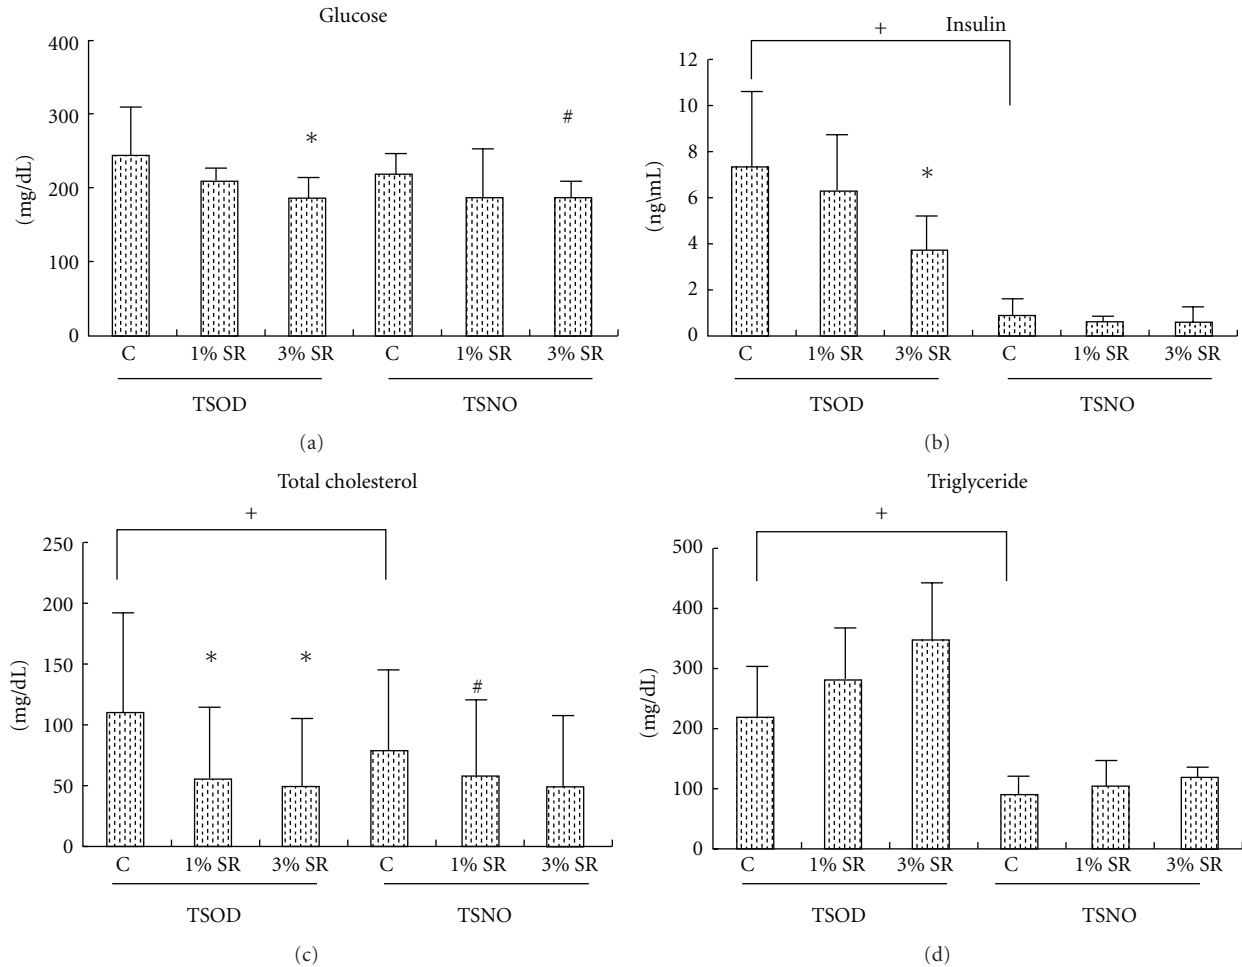 Glucose
400
300
200
100
0
(mg/dL)
*
#
C 1% SR 3% SR C 1% SR 3% SR
TSOD TSNO
(a)
Insulin
+
12
10
8
6
4
2
0
(ng\mL)
*
C 1% SR 3% SR C 1% SR 3% SR
TSOD TSNO
(b)
Total cholesterol
+
250
200
150
100
50
0
(mg/dL)
* *
#
C 1% SR 3% SR C 1% SR 3% SR
TSOD TSNO
(c)
Triglyceride
+
500
400
300
200
100
0
(mg/dL)
C 1% SR 3% SR C 1% SR 3% SR
TSOD TSNO
(d)